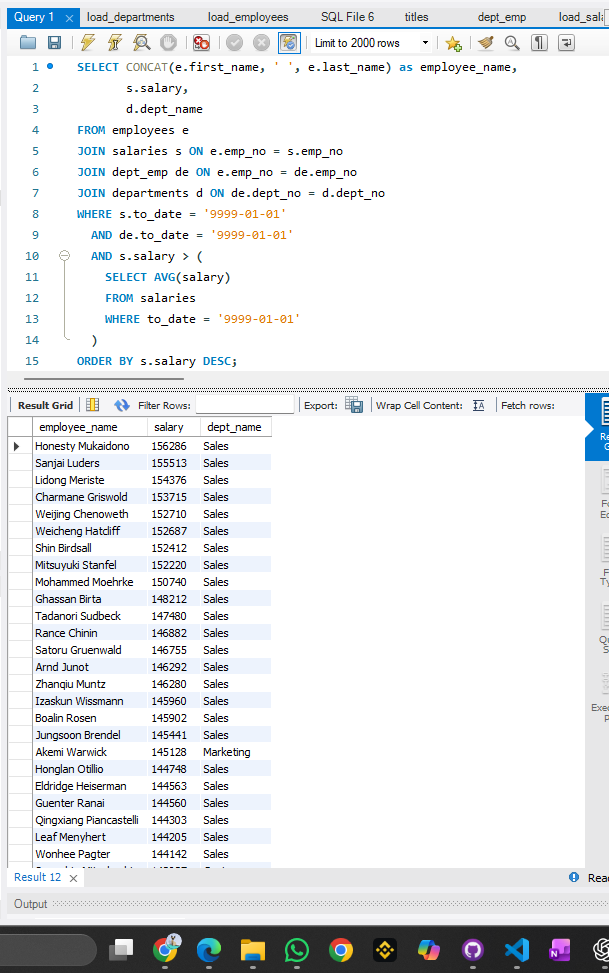 Query 1 load_departments load_employees SQL File 6 titles dept_emp
Limit to 2000 rows
1 SELECT CONCAT(e.first_name, ' ', e.last_name) as employee_name,
2 s.salary,
3 d.dept_name
4 FROM employees e
5 JOIN salaries s ON e.emp_no = s.emp_no
6 JOIN dept_emp de ON e.emp_no = de.emp_no
7 JOIN departments d ON de.dept_no = d.dept_no
8 WHERE s.to_date = '9999-01-01'
9 AND de.to_date = '9999-01-01'
10 AND s.salary > (
11 SELECT AVG(salary)
12 FROM salaries
13 WHERE to_date = '9999-01-01'
14 )
15 ORDER BY s.salary DESC;
Result Grid Filter Rows: Export: Wrap Cell Content: Fetch rows:
employee_name salary dept_name
Honesty Mukaidono 156286 Sales
Sanjai Luders 155513 Sales
Lidong Meriste 154376 Sales
Charmane Griswold 153715 Sales
Weijing Chenoweth 152710 Sales
Weicheng Hatcliff 152687 Sales
Shin Birdsall 152412 Sales
Mitsuyuki Stanfel 152220 Sales
Mohammed Moehrke 150740 Sales
Ghassan Birta 148212 Sales
Tadanori Sudbeck 147480 Sales
Rance Chinin 146882 Sales
Satoru Gruenwald 146755 Sales
Arnd Junot 146292 Sales
Zhanqiu Muntz 146280 Sales
Izaskun Wissmann 145960 Sales
Boalin Rosen 145902 Sales
Jungsoon Brendel 145441 Sales
Akemi Warwick 145128 Marketing
Honglan Otillio 144748 Sales
Eldridge Heiserman 144563 Sales
Guenter Ranai 144560 Sales
Qingxiang Piancastelli 144303 Sales
Leaf Menyhert 144205 Sales
Wonhee Pagter 144142 Sales
Result 12
Output